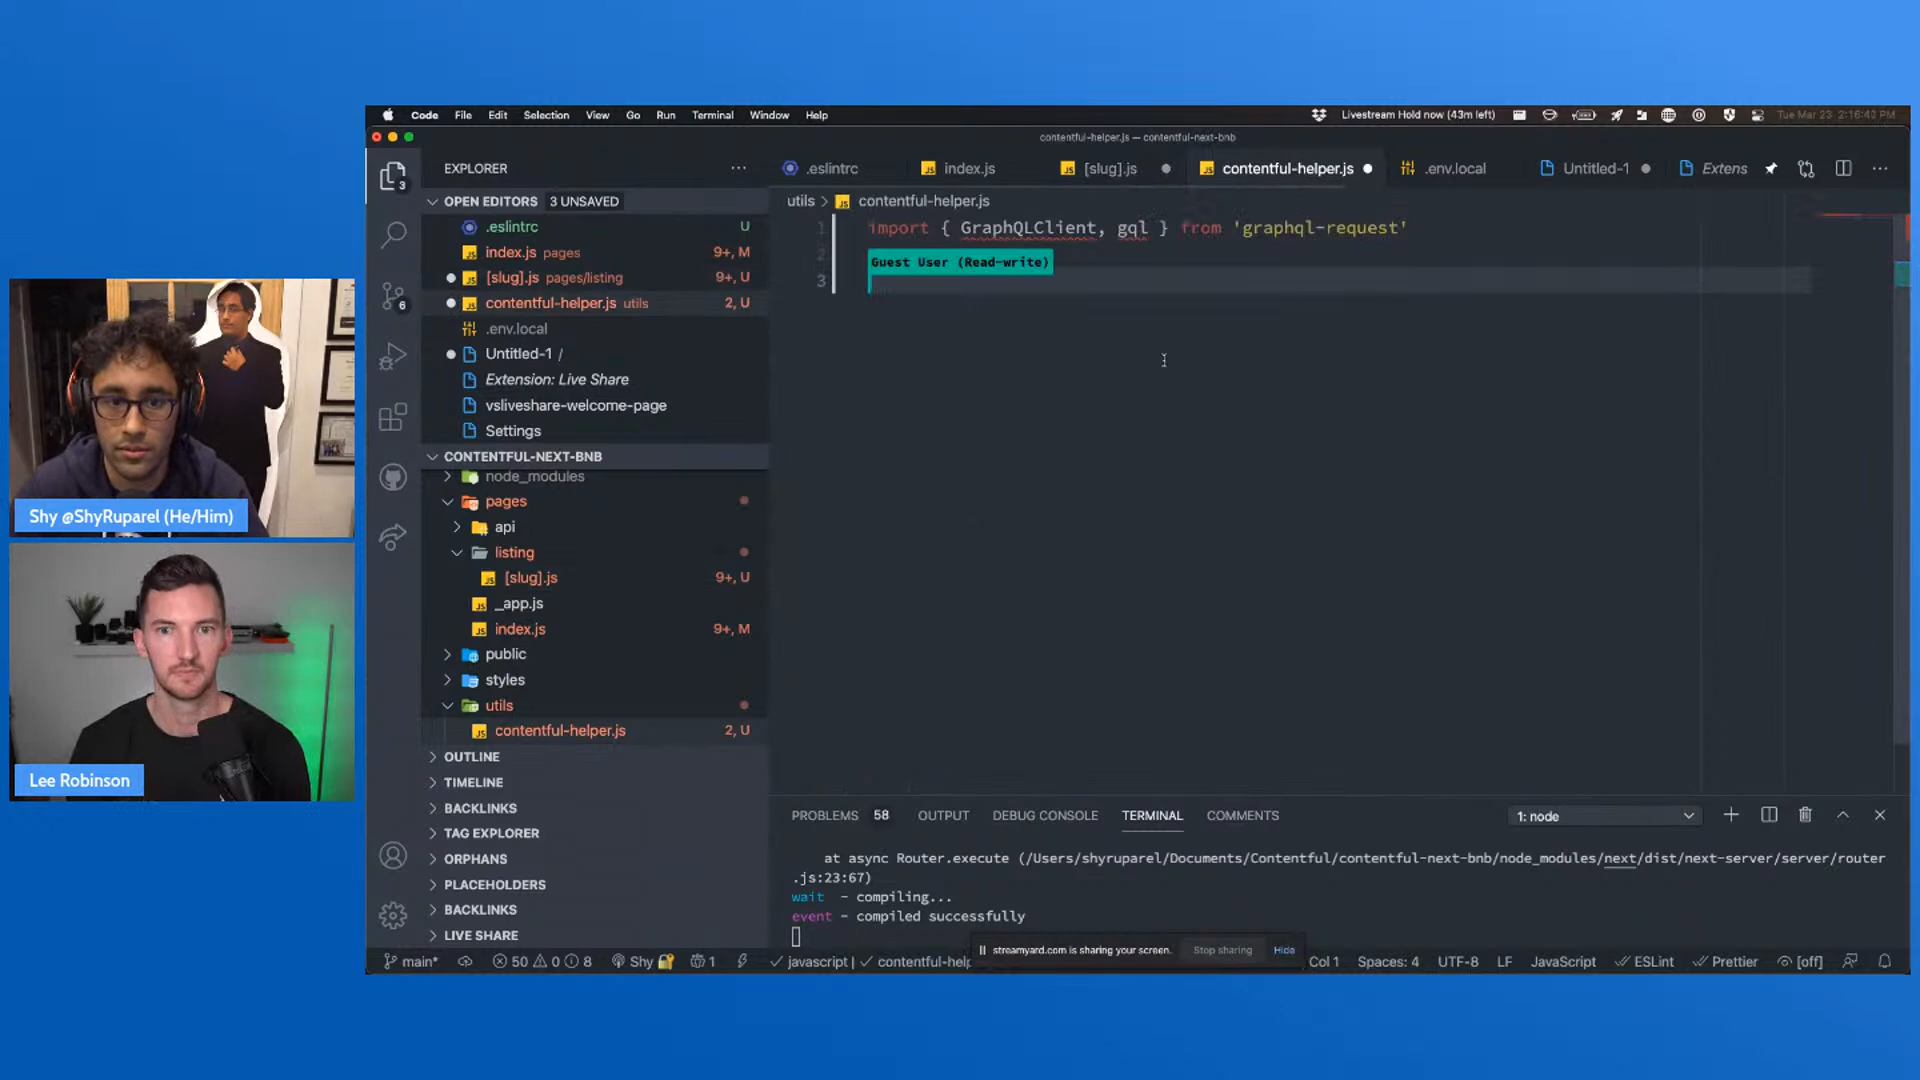 Code File Edit Selection View Go Run Terminal Window Help Livestream Hold now (43m left) Tue Mar 23 2:16:40 PM
contentful-helper.js — contentful-next-bnb
EXPLORER
.eslintrc index.js [slug].js contentful-helper.js .env.local Untitled-1 Extens
OPEN EDITORS 3 UNSAVED
.eslintrc U
index.js pages 9+, M
[slug].js pages/listing 9+, U
contentful-helper.js utils 2, U
.env.local
Untitled-1 /
Extension: Live Share
vsliveshare-welcome-page
Settings
CONTENTFUL-NEXT-BNB
node_modules
pages
api
listing
[slug].js 9+, U
_app.js
index.js 9+, M
public
styles
utils
contentful-helper.js 2, U
OUTLINE
TIMELINE
BACKLINKS
TAG EXPLORER
ORPHANS
PLACEHOLDERS
BACKLINKS
LIVE SHARE
3
6
utils > contentful-helper.js
1 import { GraphQLClient, gql } from 'graphql-request'
2
Guest User (Read-write)
3
PROBLEMS 58 OUTPUT DEBUG CONSOLE TERMINAL COMMENTS 1: node
at async Router.execute (/Users/shyruparel/Documents/Contentful/contentful-next-bnb/node_modules/next/dist/next-server/server/router
.js:23:67)
wait - compiling...
event - compiled successfully
streamyard.com is sharing your screen. Stop sharing Hide
main* 50 0 8 Shy 1 javascript | contentful-help Col 1 Spaces: 4 UTF-8 LF JavaScript ESLint Prettier [off]
Shy @ShyRuparel (He/Him)
Lee Robinson